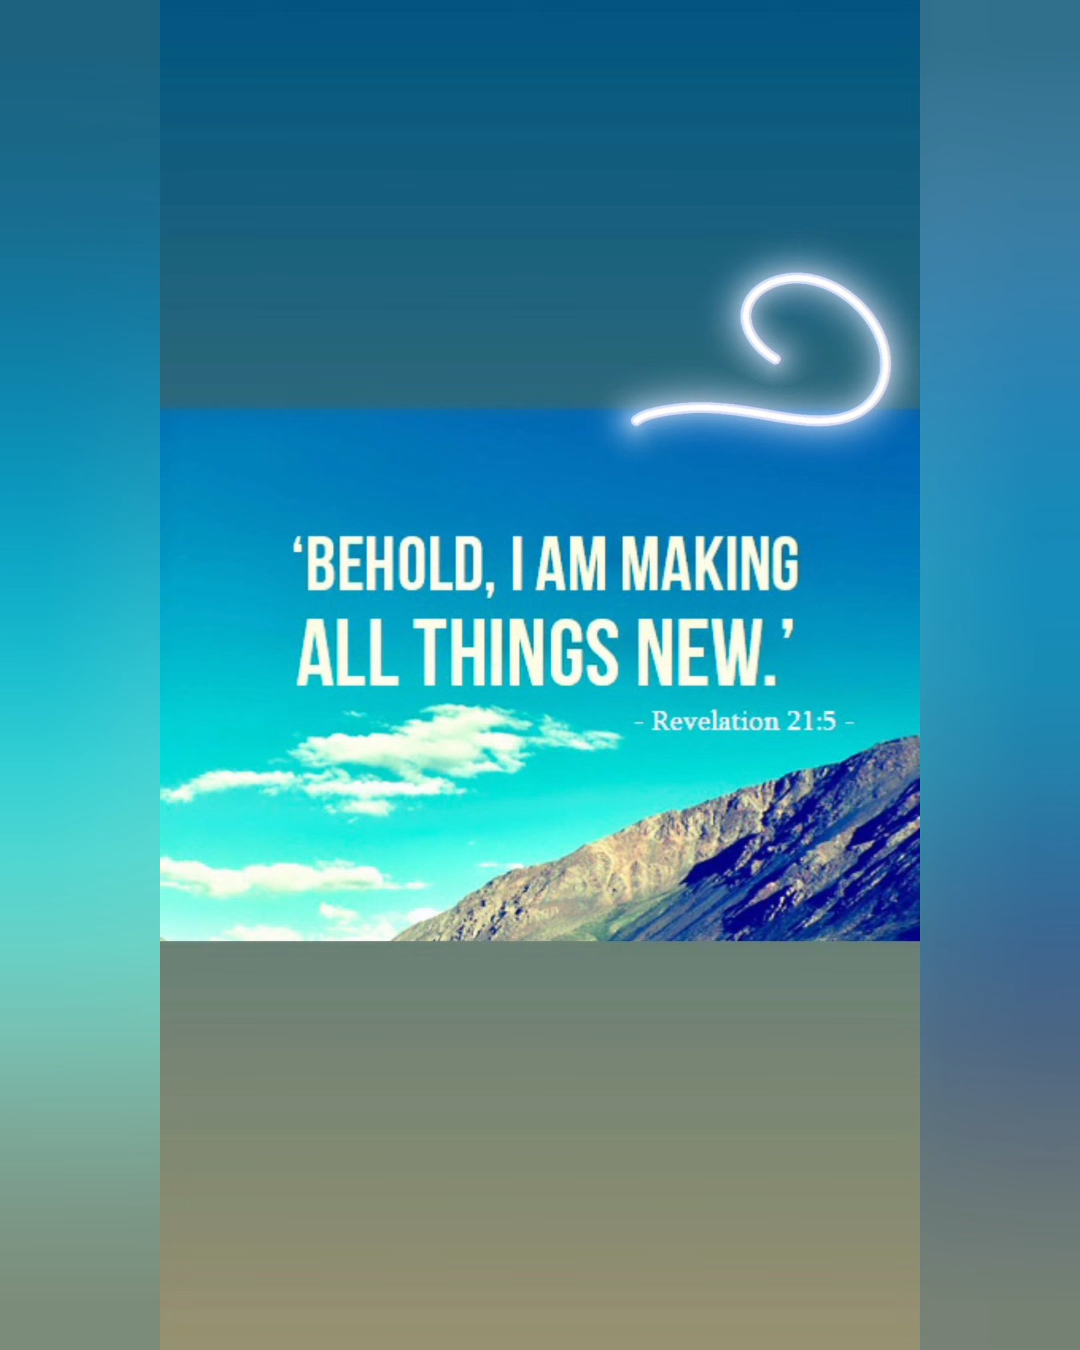 ‘BEHOLD, I AM MAKING
ALL THINGS NEW.’
- Revelation 21:5 -